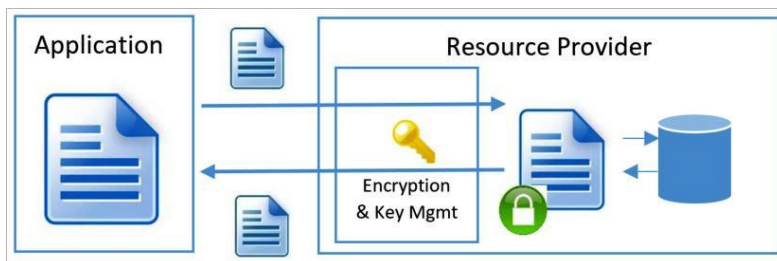 Application
Resource Provider
Encryption
& Key Mgmt